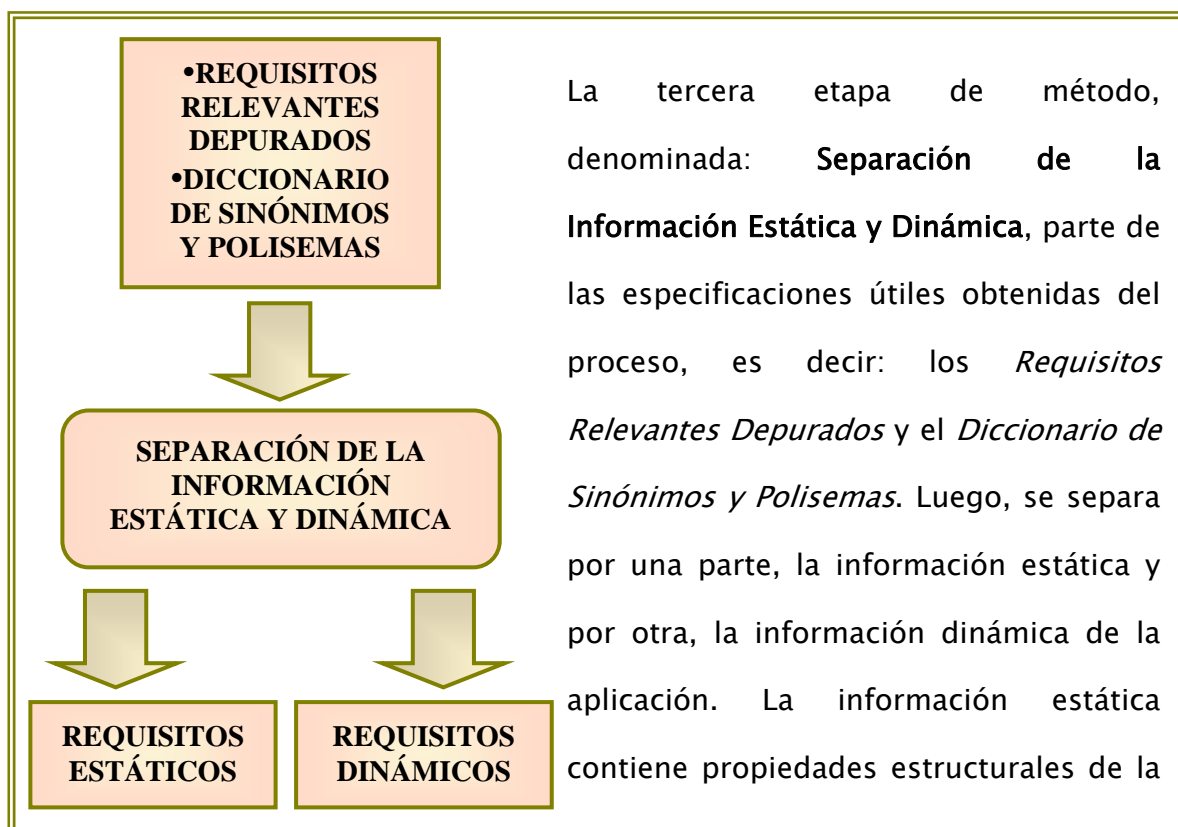 •REQUISITOS
RELEVANTES
DEPURADOS
•DICCIONARIO
DE SINÓNIMOS
Y POLISEMAS
SEPARACIÓN DE LA
INFORMACIÓN
ESTÁTICA Y DINÁMICA
REQUISITOS
ESTÁTICOS
REQUISITOS
DINÁMICOS
La tercera etapa de método,
denominada: Separación de la
Información Estática y Dinámica, parte de
las especificaciones útiles obtenidas del
proceso, es decir: los Requisitos
Relevantes Depurados y el Diccionario de
Sinónimos y Polisemas. Luego, se separa
por una parte, la información estática y
por otra, la información dinámica de la
aplicación. La información estática
contiene propiedades estructurales de la